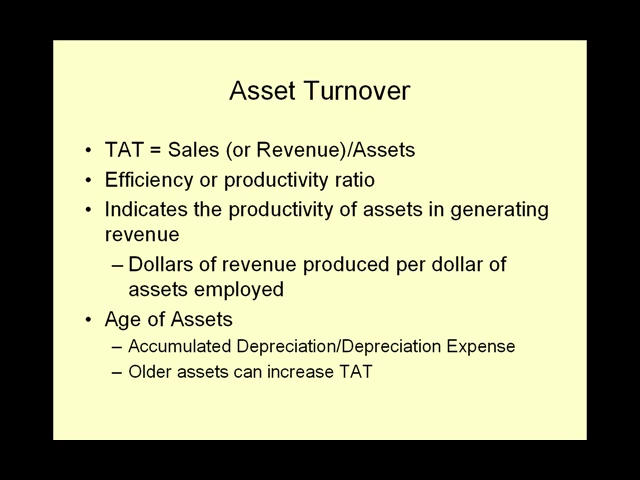 Asset Turnover
• TAT = Sales (or Revenue)/Assets
• Efficiency or productivity ratio
• Indicates the productivity of assets in generating
revenue
– Dollars of revenue produced per dollar of
assets employed
• Age of Assets
– Accumulated Depreciation/Depreciation Expense
– Older assets can increase TAT